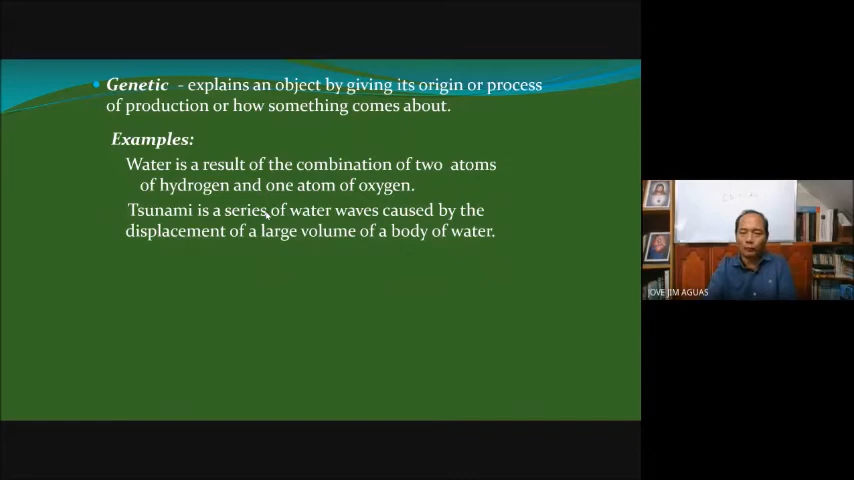 Genetic - explains an object by giving its origin or process
of production or how something comes about.
Examples:
Water is a result of the combination of two atoms
of hydrogen and one atom of oxygen.
Tsunami is a series of water waves caused by the
displacement of a large volume of a body of water.
JOVE JIM AGUAS